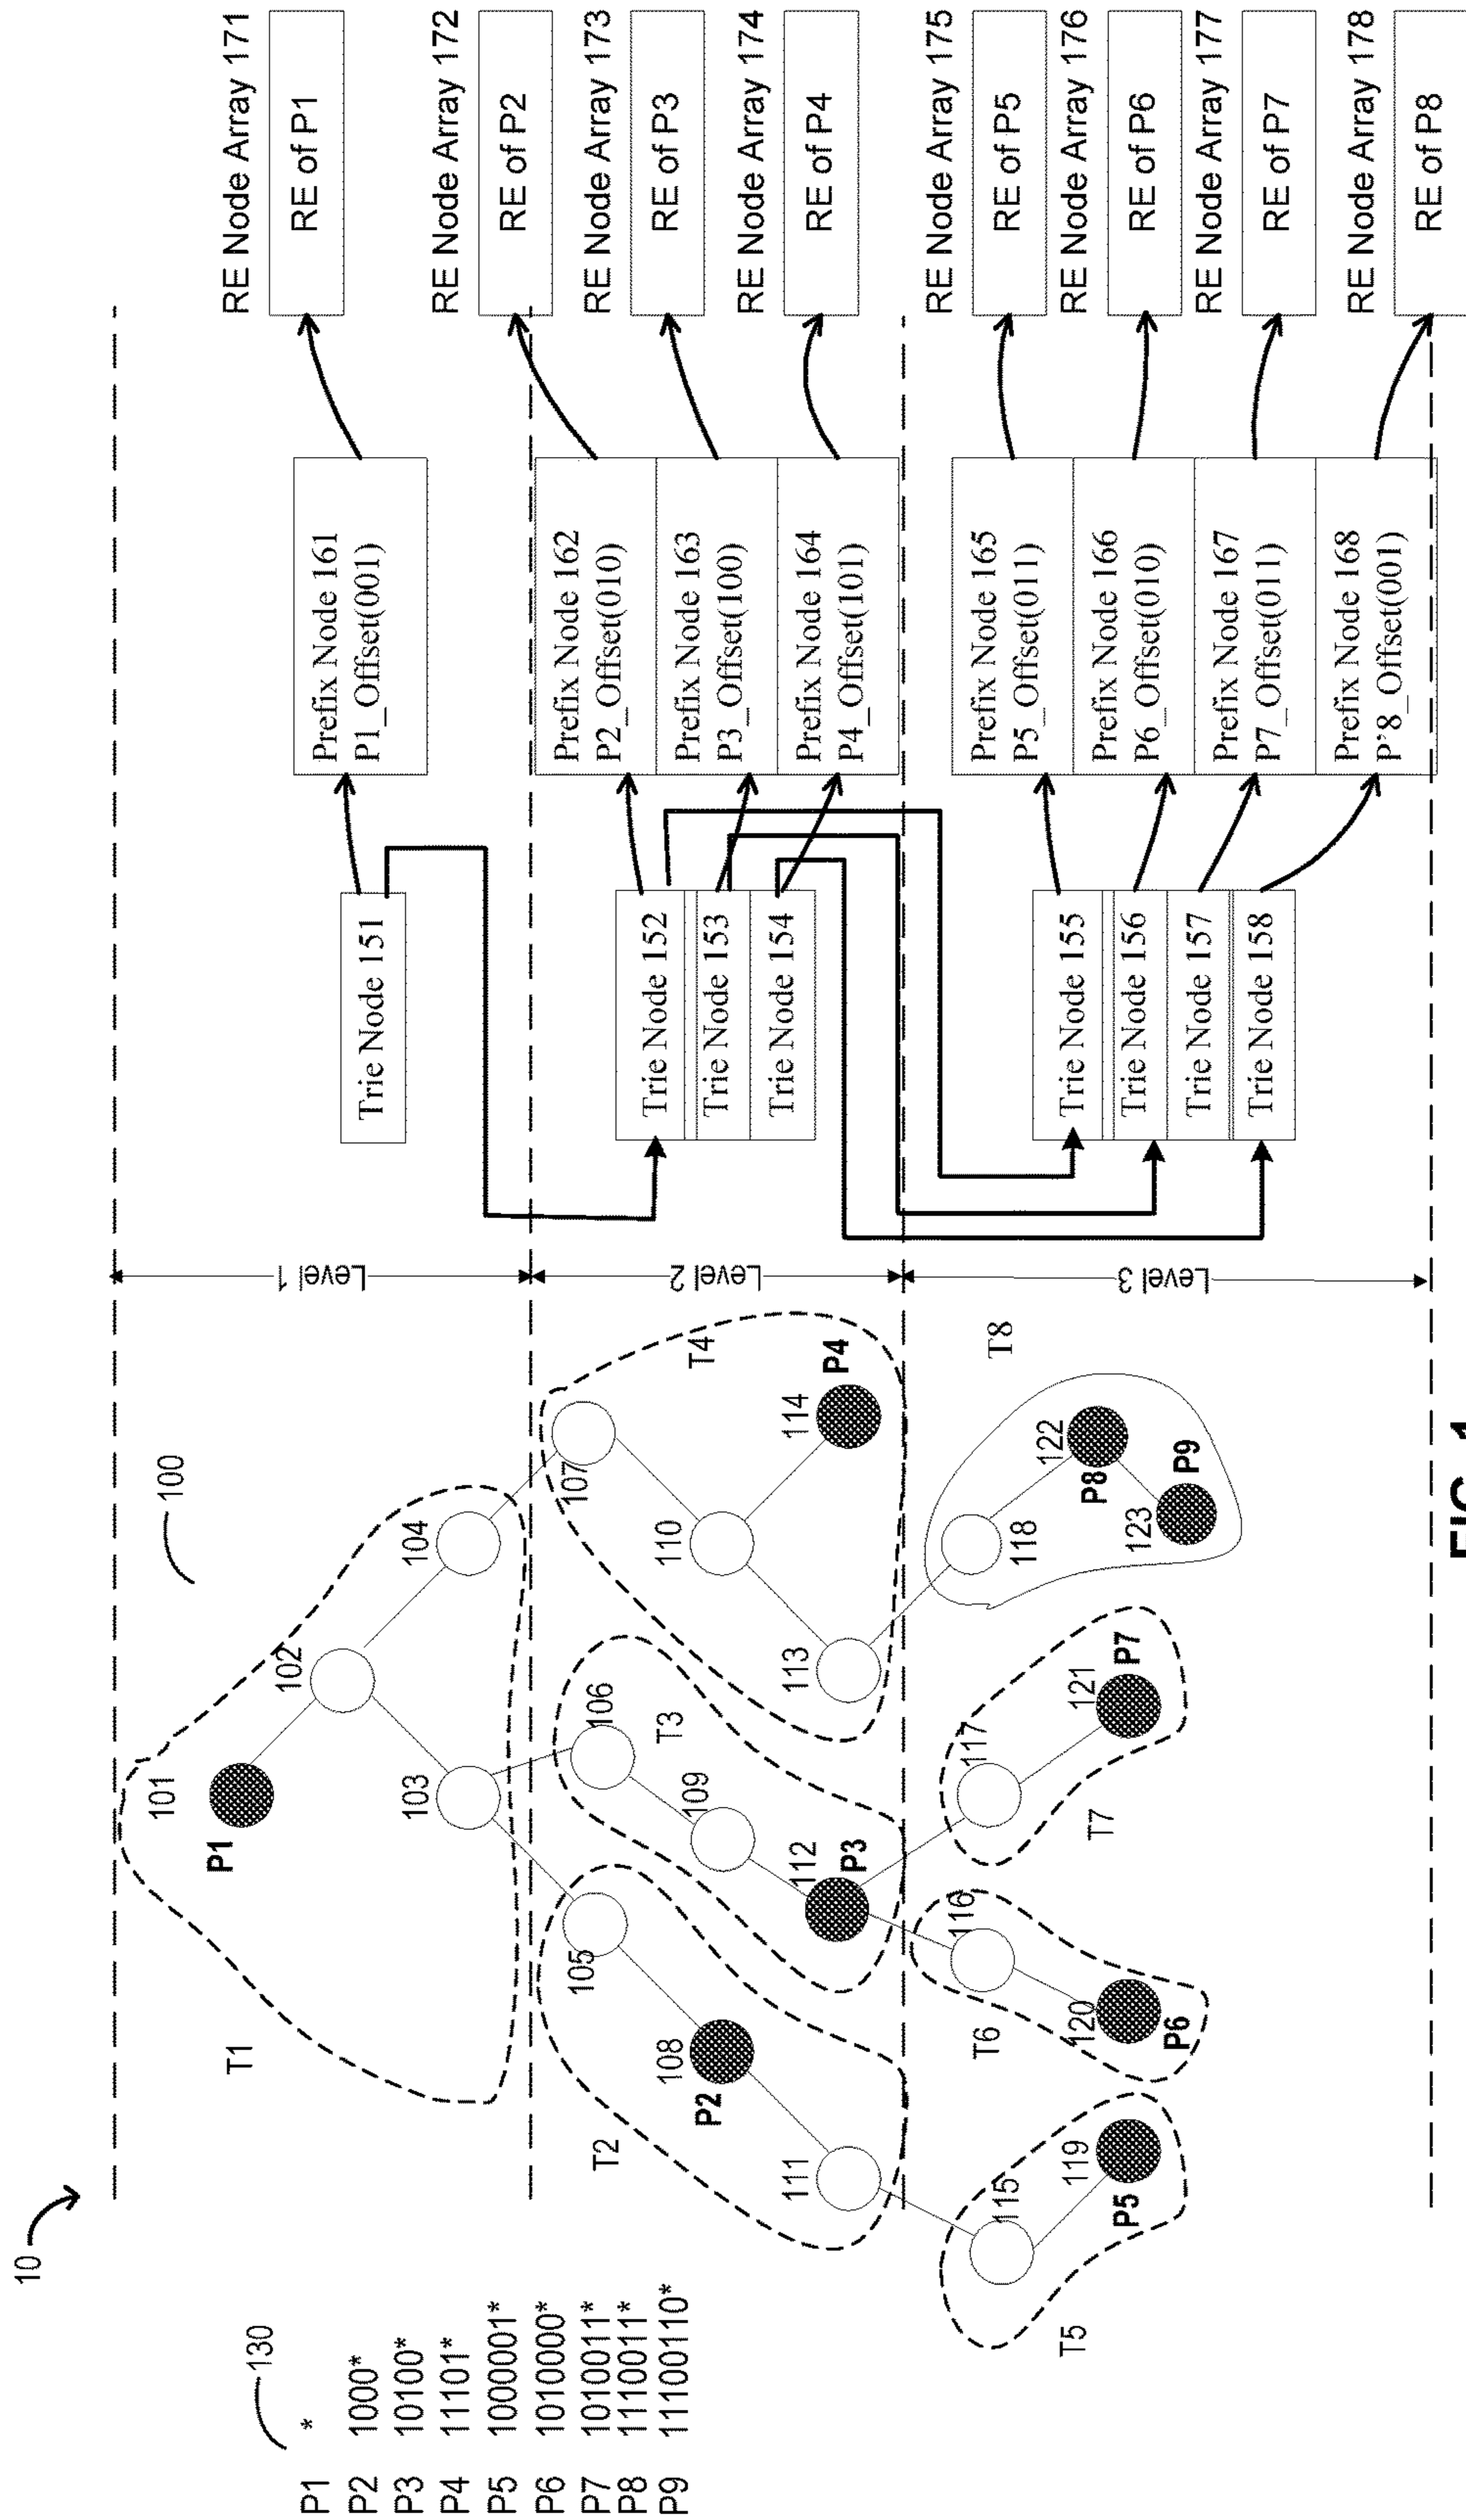 10
130
P1 *
P2 1000*
P3 10100*
P4 11101*
P5 100001*
P6 1010000*
P7 1010011*
P8 1110011*
P9 11100110*
100
T1
101
P1
102
103
104
Level 1
T2
105
108
P2
111
T3
106
109
112
P3
T4
107
110
113
114
P4
Level 2
T5
115
119
P5
T6
116
120
P6
T7
117
121
P7
T8
118
122
P8
123
P9
Level 3
Trie Node 151
Trie Node 152
Trie Node 153
Trie Node 154
Trie Node 155
Trie Node 156
Trie Node 157
Trie Node 158
Prefix Node 161
P1_Offset(001)
Prefix Node 162
P2_Offset(010)
Prefix Node 163
P3_Offset(100)
Prefix Node 164
P4_Offset(101)
Prefix Node 165
P5_Offset(011)
Prefix Node 166
P6_Offset(010)
Prefix Node 167
P7_Offset(011)
Prefix Node 168
P'8_Offset(001)
RE Node Array 171
RE of P1
RE Node Array 172
RE of P2
RE Node Array 173
RE of P3
RE Node Array 174
RE of P4
RE Node Array 175
RE of P5
RE Node Array 176
RE of P6
RE Node Array 177
RE of P7
RE Node Array 178
RE of P8